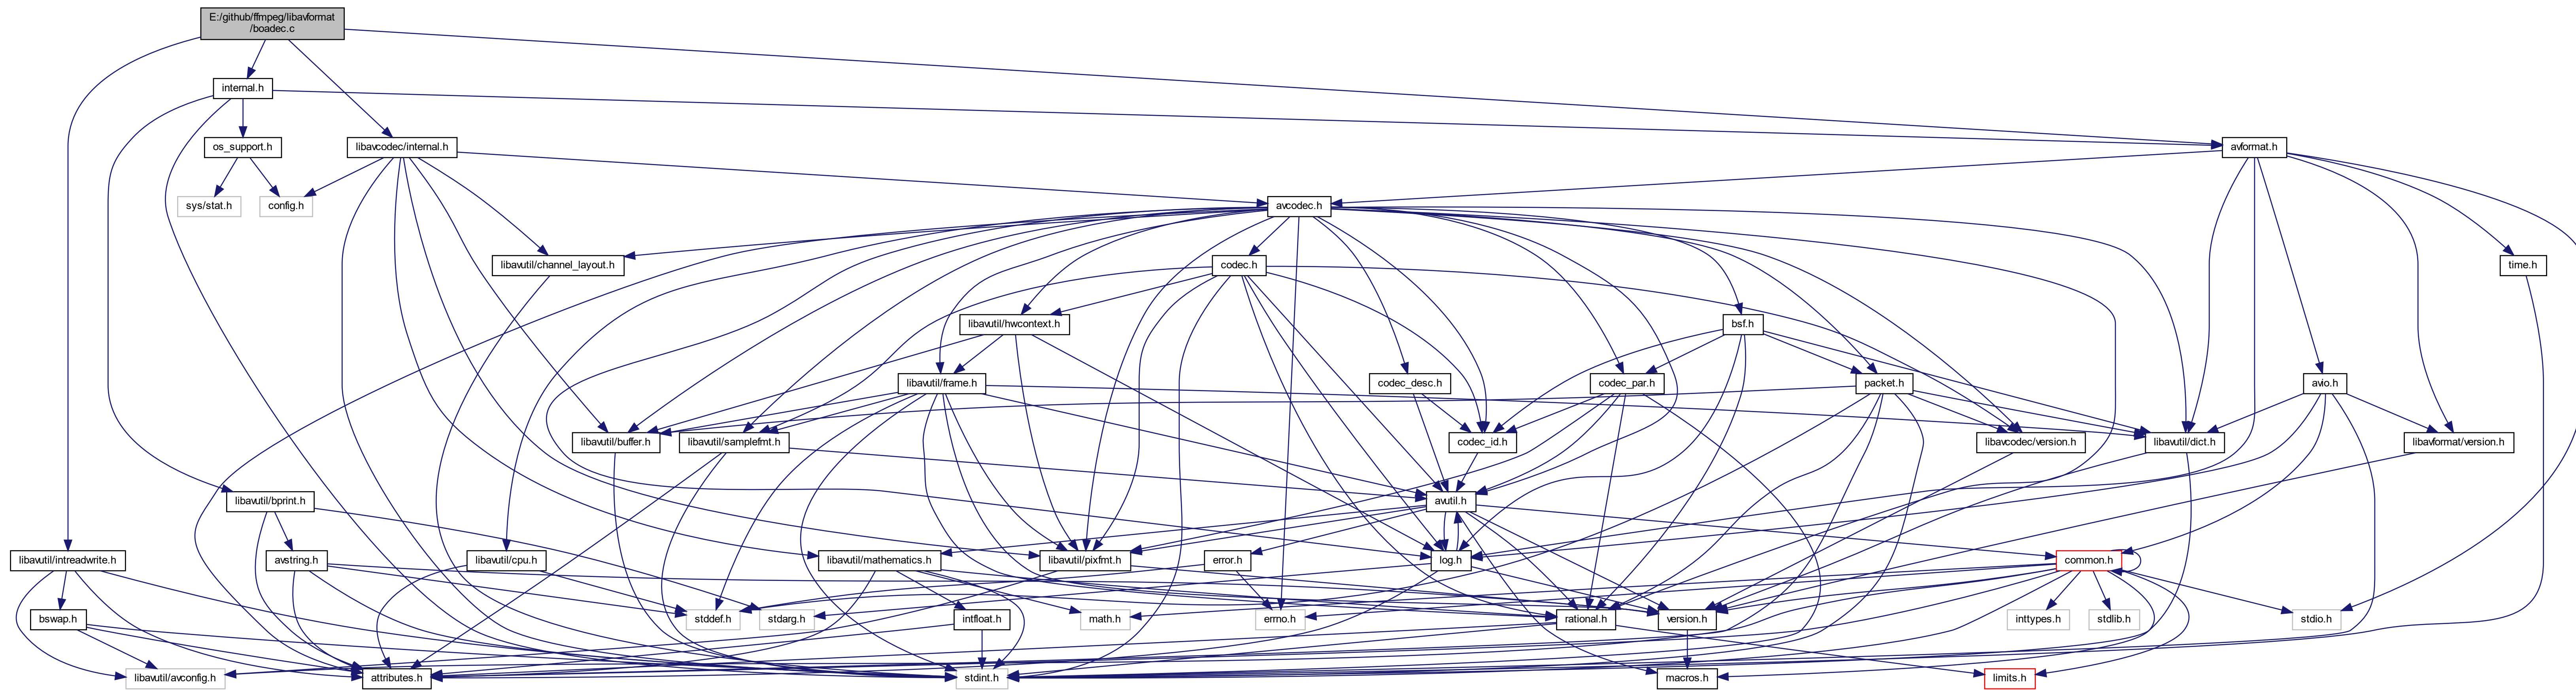 E:/github/ffmpeg/libavformat
/boadec.c
internal.h
os_support.h
libavcodec/internal.h
avformat.h
sys/stat.h
config.h
avcodec.h
libavutil/channel_layout.h
codec.h
time.h
libavutil/hwcontext.h
bsf.h
libavutil/frame.h
codec_desc.h
codec_par.h
packet.h
avio.h
libavutil/buffer.h
libavutil/samplefmt.h
codec_id.h
libavcodec/version.h
libavutil/dict.h
libavformat/version.h
libavutil/bprint.h
avutil.h
libavutil/intreadwrite.h
avstring.h
libavutil/cpu.h
libavutil/mathematics.h
libavutil/pixfmt.h
error.h
log.h
common.h
bswap.h
stddef.h
stdarg.h
intfloat.h
math.h
errno.h
rational.h
version.h
inttypes.h
stdlib.h
stdio.h
libavutil/avconfig.h
attributes.h
stdint.h
macros.h
limits.h